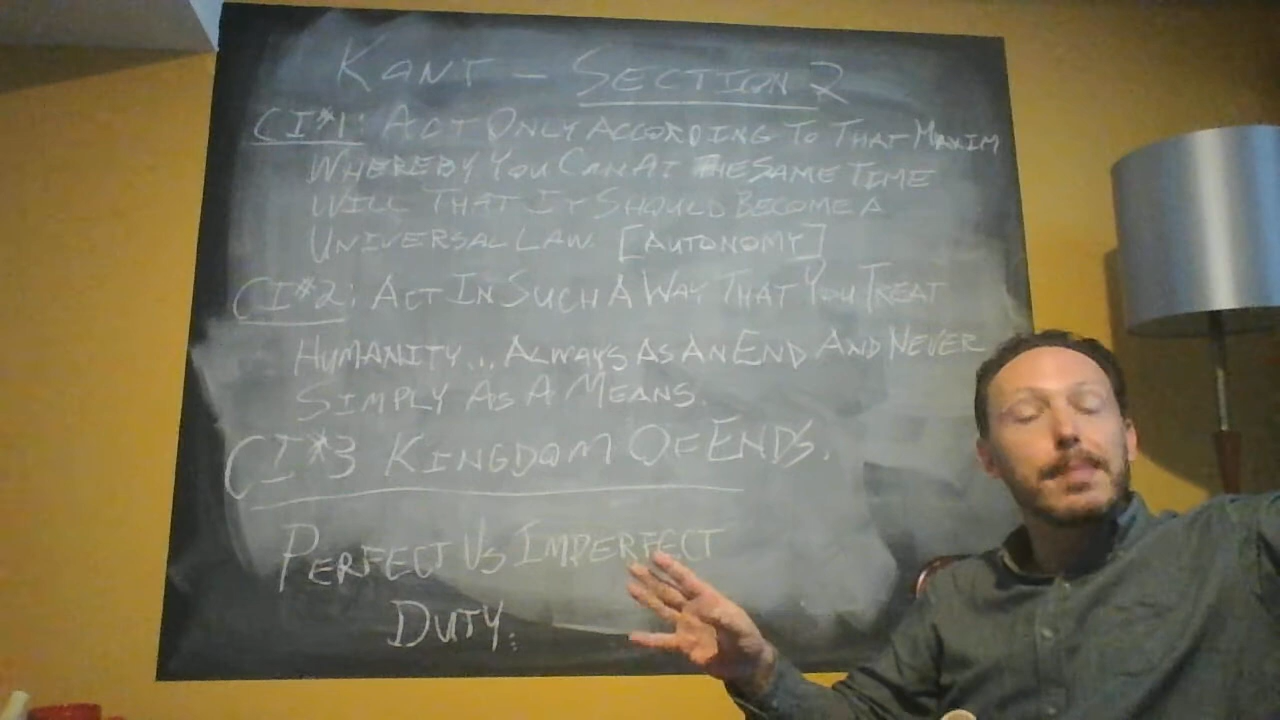 KANT – SECTION 2
CI#1: ACT ONLY ACCORDING TO THAT MAXIM
WHEREBY YOU CAN AT THE SAME TIME
WILL THAT IT SHOULD BECOME A
UNIVERSAL LAW. [AUTONOMY]
CI#2: ACT IN SUCH A WAY THAT YOU TREAT
HUMANITY... ALWAYS AS AN END AND NEVER
SIMPLY AS A MEANS.
CI#3 KINGDOM OF ENDS.
PERFECT VS IMPERFECT
DUTY: